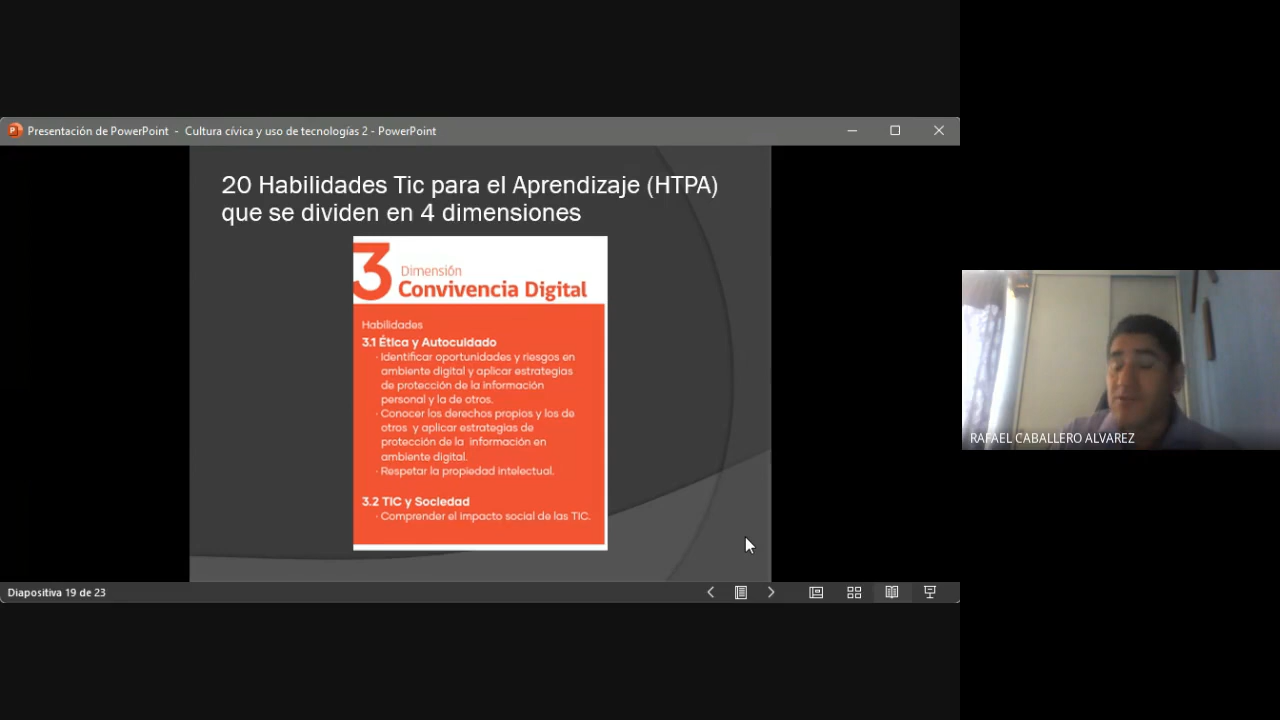 Presentación de PowerPoint - Cultura cívica y uso de tecnologías 2 - PowerPoint
20 Habilidades Tic para el Aprendizaje (HTPA)
que se dividen en 4 dimensiones
3
Dimensión
Convivencia Digital
Habilidades
3.1 Ética y Autocuidado
· Identificar oportunidades y riesgos en
ambiente digital y aplicar estrategias
de protección de la información
personal y la de otros.
· Conocer los derechos propios y los de
otros y aplicar estrategias de
protección de la información en
ambiente digital.
· Respetar la propiedad intelectual.
3.2 TIC y Sociedad
· Comprender el impacto social de las TIC.
RAFAEL CABALLERO ALVAREZ
Diapositiva 19 de 23